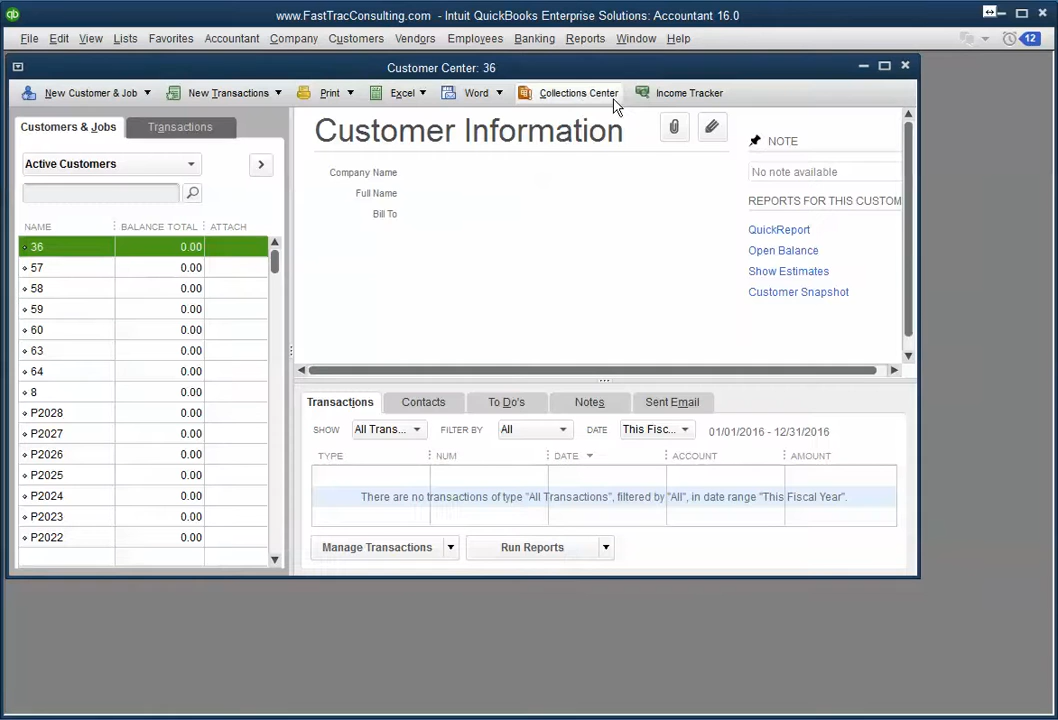 qb
www.FastTracConsulting.com - Intuit QuickBooks Enterprise Solutions: Accountant 16.0
File Edit View Lists Favorites Accountant Company Customers Vendors Employees Banking Reports Window Help 12
Customer Center: 36
New Customer & Job New Transactions Print Excel Word Collections Center Income Tracker
Customers & Jobs Transactions
Active Customers
NAME BALANCE TOTAL ATTACH
36 0.00
57 0.00
58 0.00
59 0.00
60 0.00
63 0.00
64 0.00
8 0.00
P2028 0.00
P2027 0.00
P2026 0.00
P2025 0.00
P2024 0.00
P2023 0.00
P2022 0.00
Customer Information
Company Name
Full Name
Bill To
NOTE
No note available
REPORTS FOR THIS CUSTOM
QuickReport
Open Balance
Show Estimates
Customer Snapshot
Transactions Contacts To Do's Notes Sent Email
SHOW All Trans... FILTER BY All DATE This Fisc... 01/01/2016 - 12/31/2016
TYPE NUM DATE ACCOUNT AMOUNT
There are no transactions of type "All Transactions", filtered by "All", in date range "This Fiscal Year".
Manage Transactions Run Reports